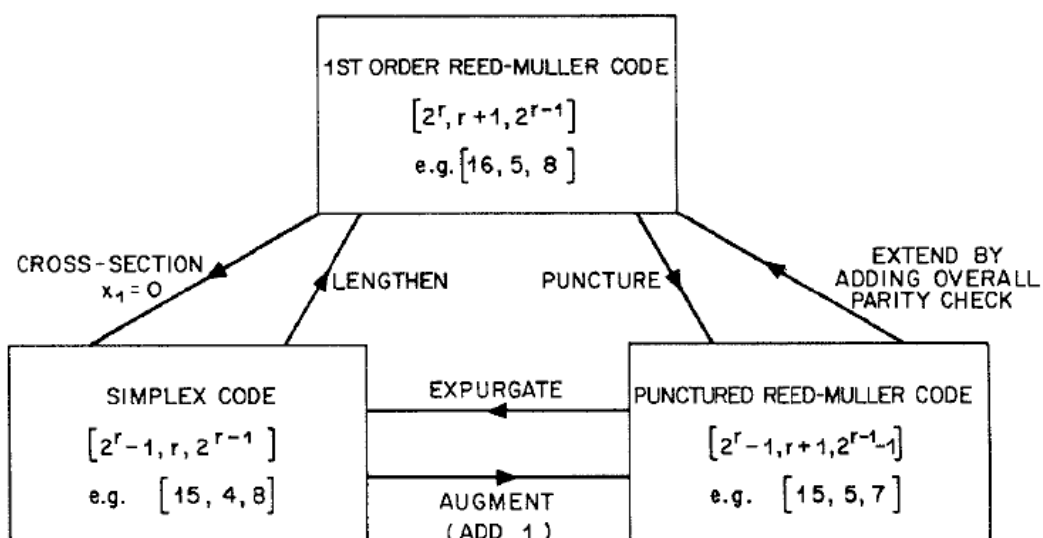 1ST ORDER REED-MULLER CODE
[2^r, r+1, 2^{r-1}]
e.g. [16, 5, 8]
CROSS-SECTION
x_1 = 0
LENGTHEN
PUNCTURE
EXTEND BY
ADDING OVERALL
PARITY CHECK
SIMPLEX CODE
[2^r-1, r, 2^{r-1}]
e.g. [15, 4, 8]
EXPURGATE
AUGMENT
(ADD 1)
PUNCTURED REED-MULLER CODE
[2^r-1, r+1, 2^{r-1}-1]
e.g. [15, 5, 7]